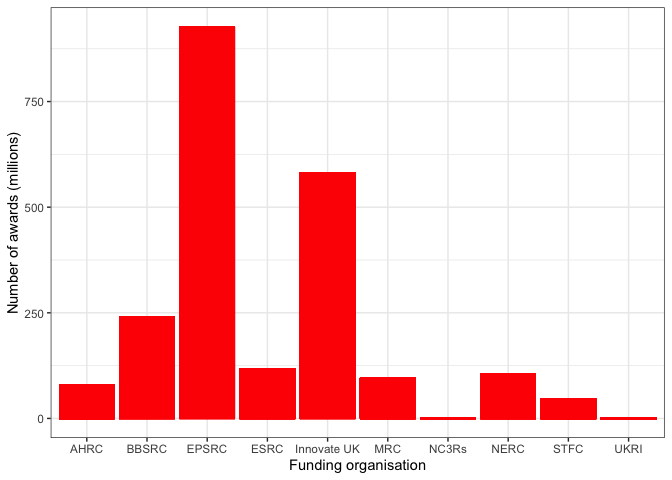 Number of awards (millions)
750
500
250
0
AHRC BBSRC EPSRC ESRC Innovate UK MRC NC3Rs NERC STFC UKRI
Funding organisation